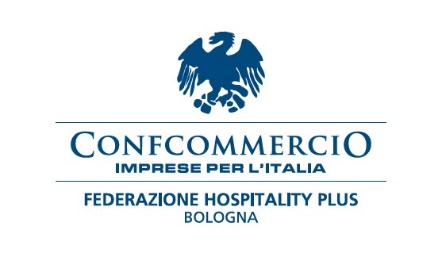 CONFCOMMERCIO
IMPRESE PER L'ITALIA
FEDERAZIONE HOSPITALITY PLUS
BOLOGNA